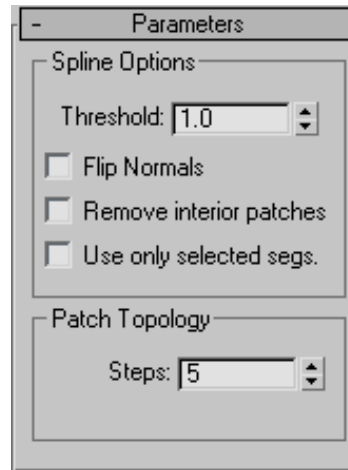 - Parameters
Spline Options
Threshold: 1.0
Flip Normals
Remove interior patches
Use only selected segs.
Patch Topology
Steps: 5